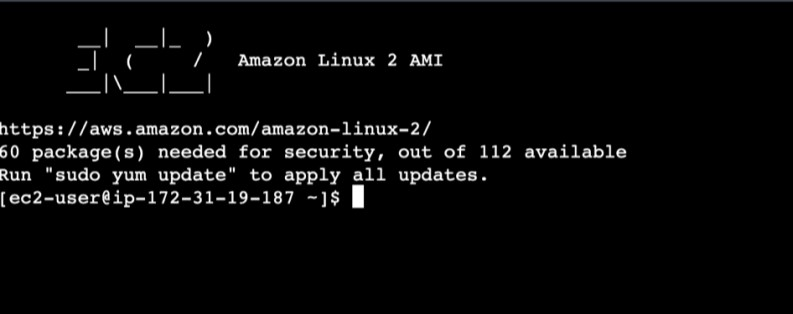 __|  __|_  )
_|  (     /   Amazon Linux 2 AMI
___|\___|___|
https://aws.amazon.com/amazon-linux-2/
60 package(s) needed for security, out of 112 available
Run "sudo yum update" to apply all updates.
[ec2-user@ip-172-31-19-187 ~]$